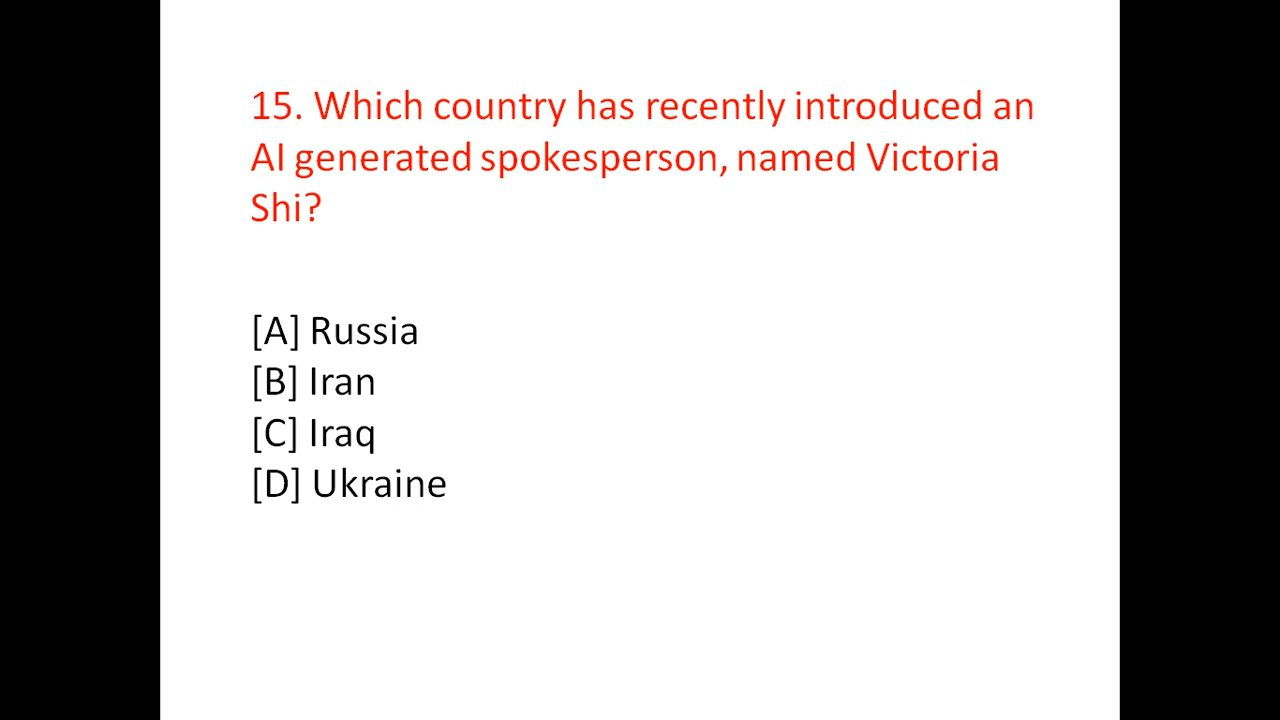 15. Which country has recently introduced an
AI generated spokesperson, named Victoria
Shi?
[A] Russia
[B] Iran
[C] Iraq
[D] Ukraine